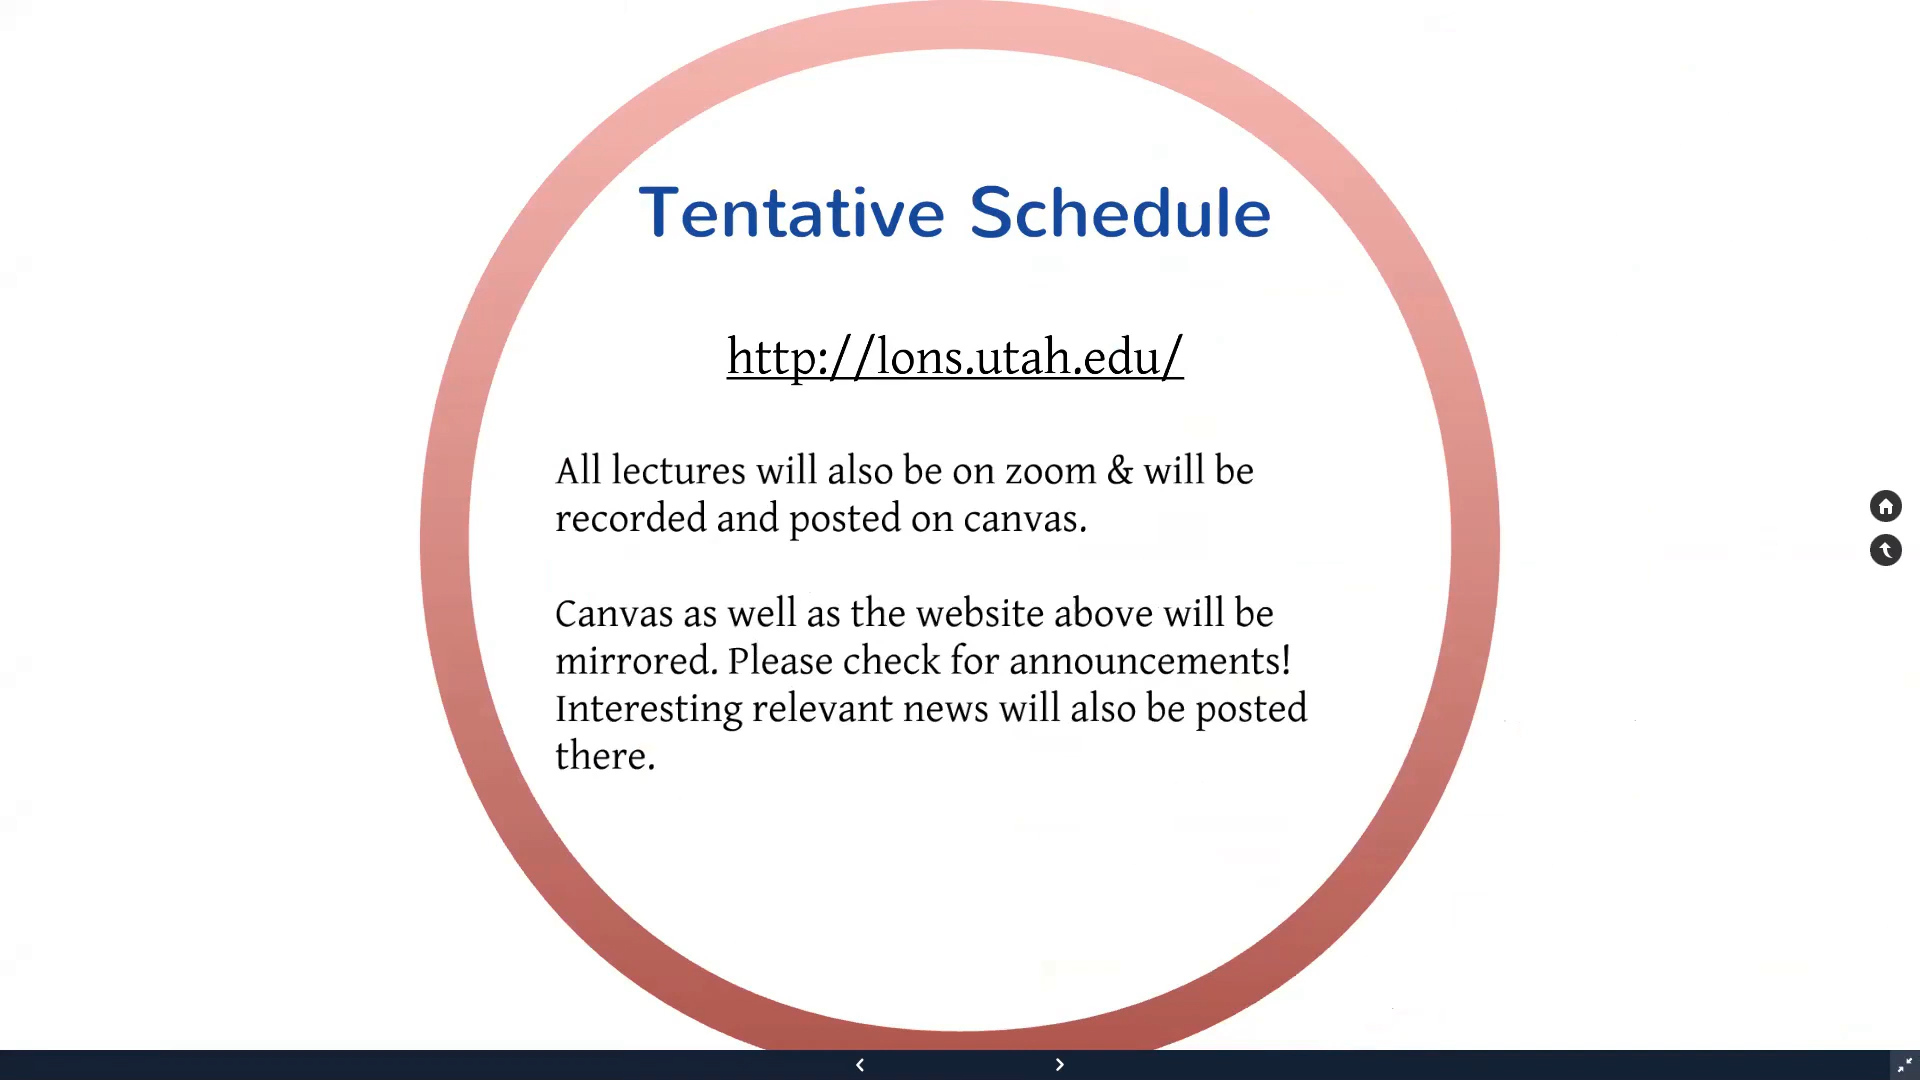 Tentative Schedule
http://lons.utah.edu/
All lectures will also be on zoom & will be
recorded and posted on canvas.
Canvas as well as the website above will be
mirrored. Please check for announcements!
Interesting relevant news will also be posted
there.